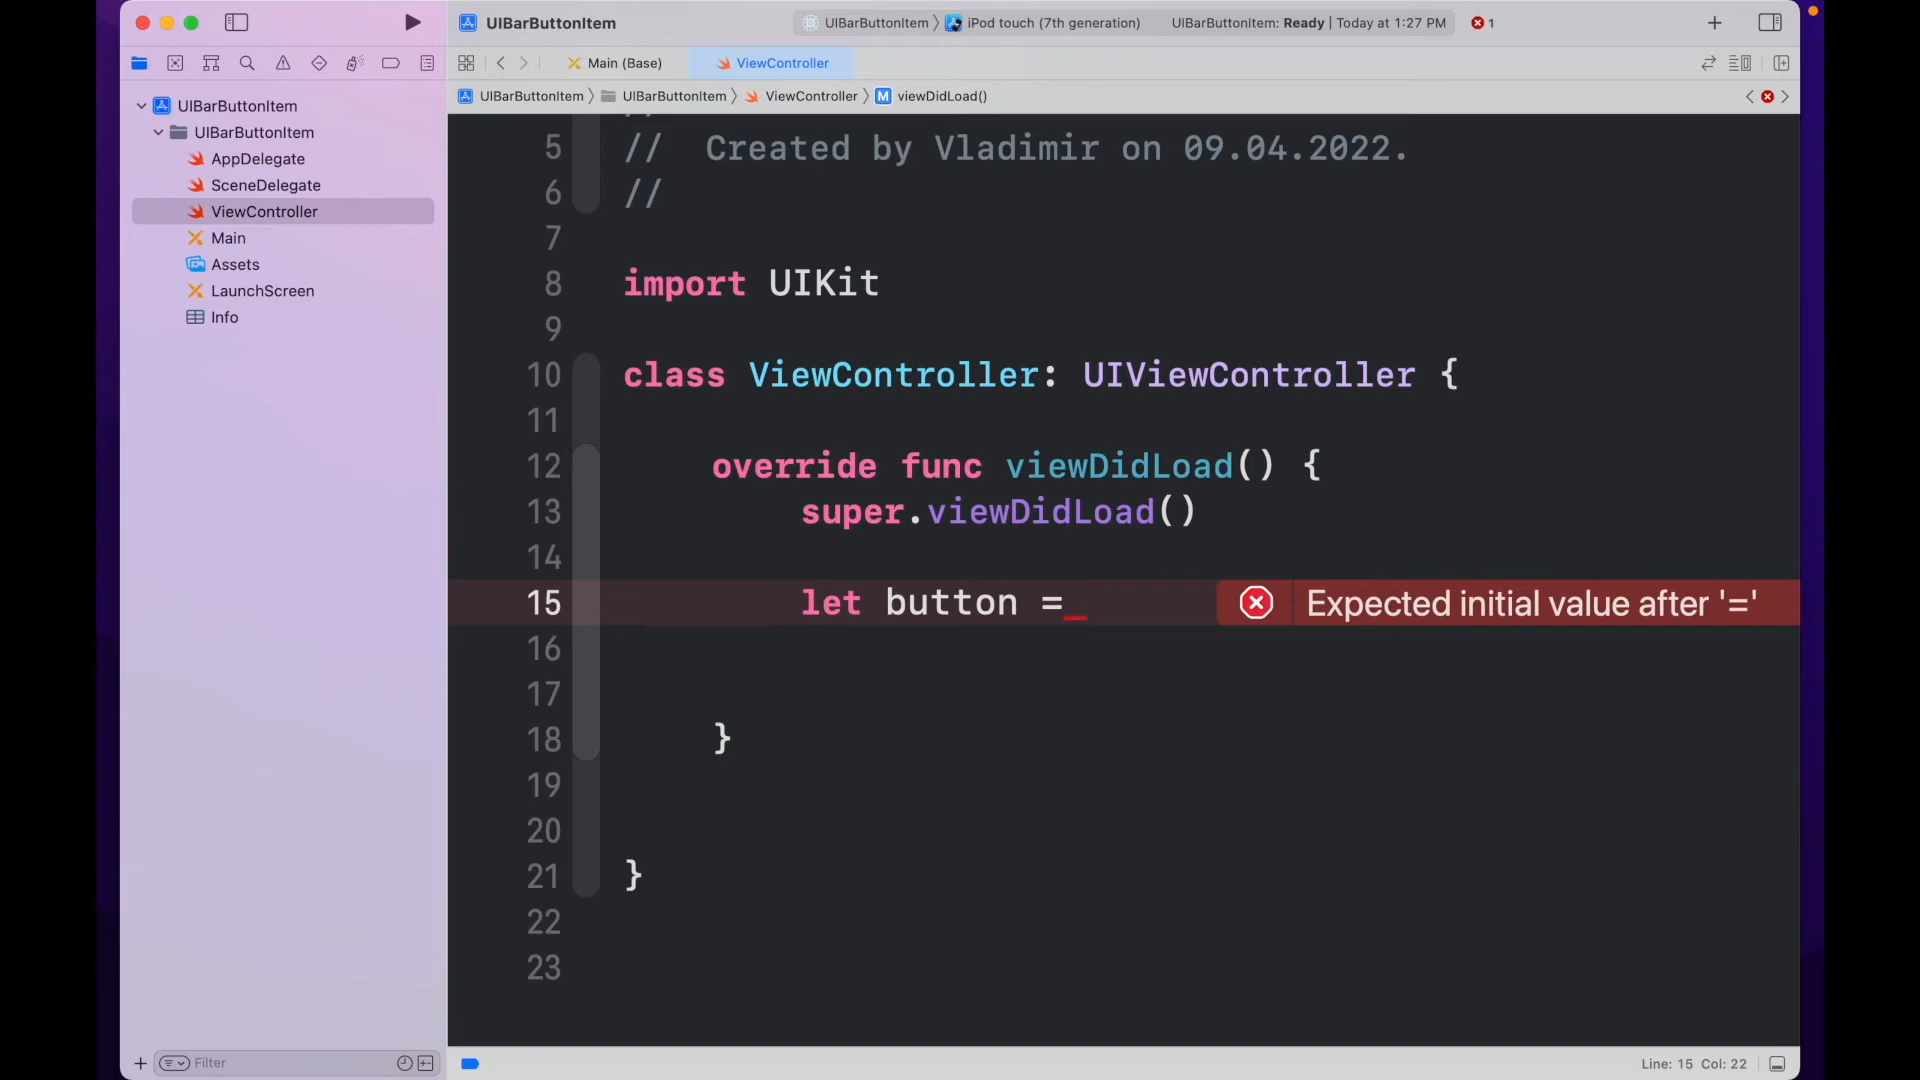 UIBarButtonItem
UIBarButtonItem
iPod touch (7th generation)
UIBarButtonItem: Ready | Today at 1:27 PM
1
Main (Base)
ViewController
UIBarButtonItem
UIBarButtonItem
ViewController
M
viewDidLoad()
UIBarButtonItem
UIBarButtonItem
AppDelegate
SceneDelegate
ViewController
Main
Assets
LaunchScreen
Info
5 //  Created by Vladimir on 09.04.2022.
6 //
7
8 import UIKit
9
10 class ViewController: UIViewController {
11
12 override func viewDidLoad() {
13 super.viewDidLoad()
14
15 let button =
Expected initial value after '='
16
17
18 }
19
20
21 }
22
23
Filter
Line: 15 Col: 22